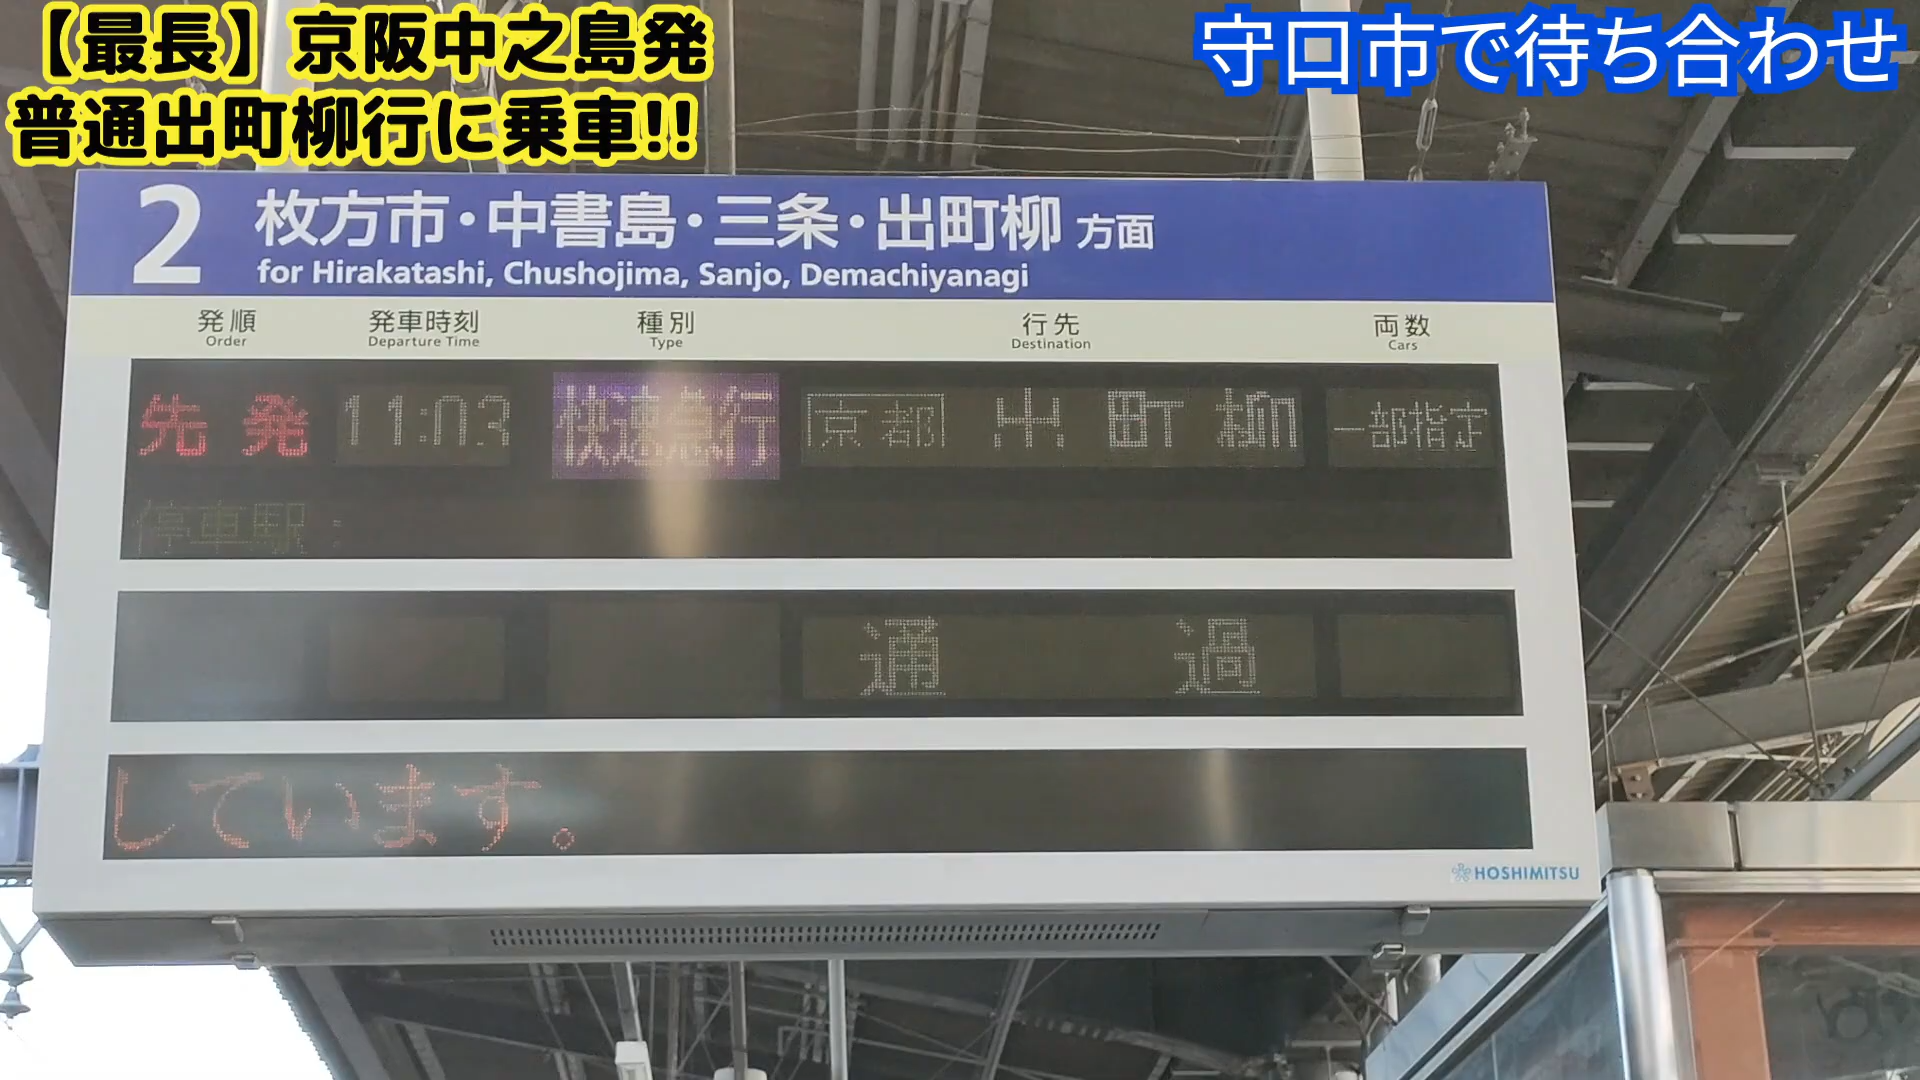 【最長】京阪中之島発
普通出町柳行に乗車!!
守口市で待ち合わせ
2 枚方市・中書島・三条・出町柳 方面
for Hirakatashi, Chushojima, Sanjo, Demachiyanagi
発順 発車時刻 種別 行先 両数
Order Departure Time Type Destination Cars
先発 11:03 快速急行 京都 出町柳 一部指定
停車駅：
通過
しています。
HOSHIMITSU